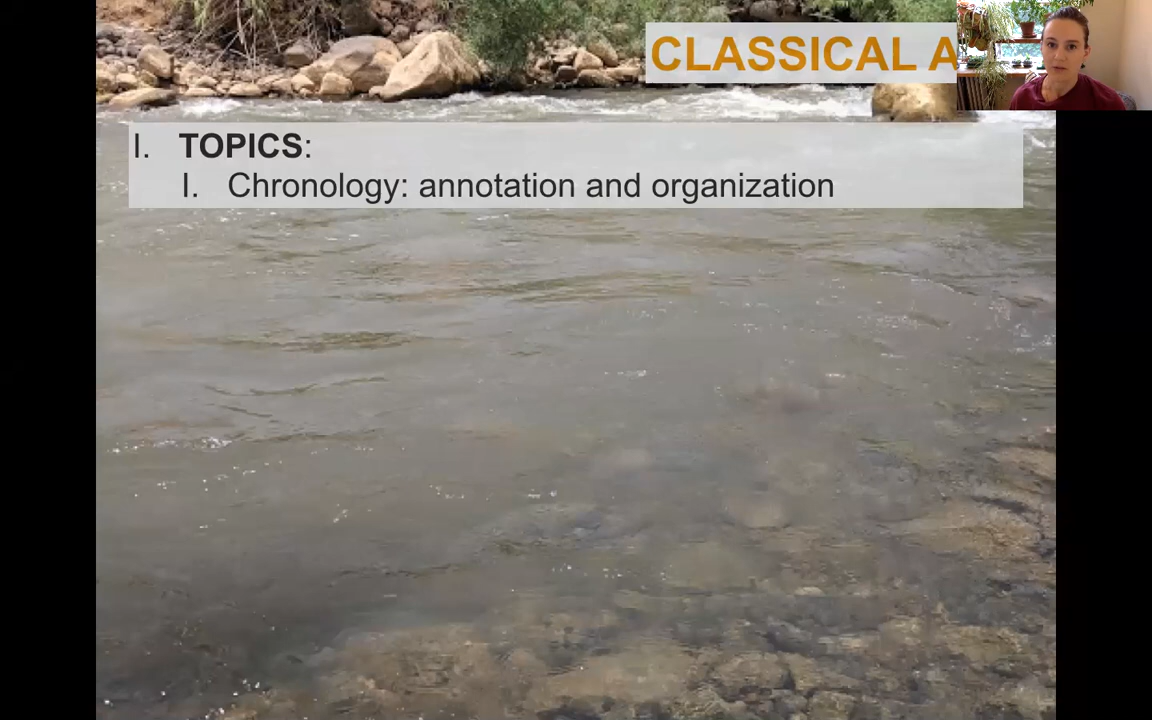 CLASSICAL A
I. TOPICS:
I. Chronology: annotation and organization